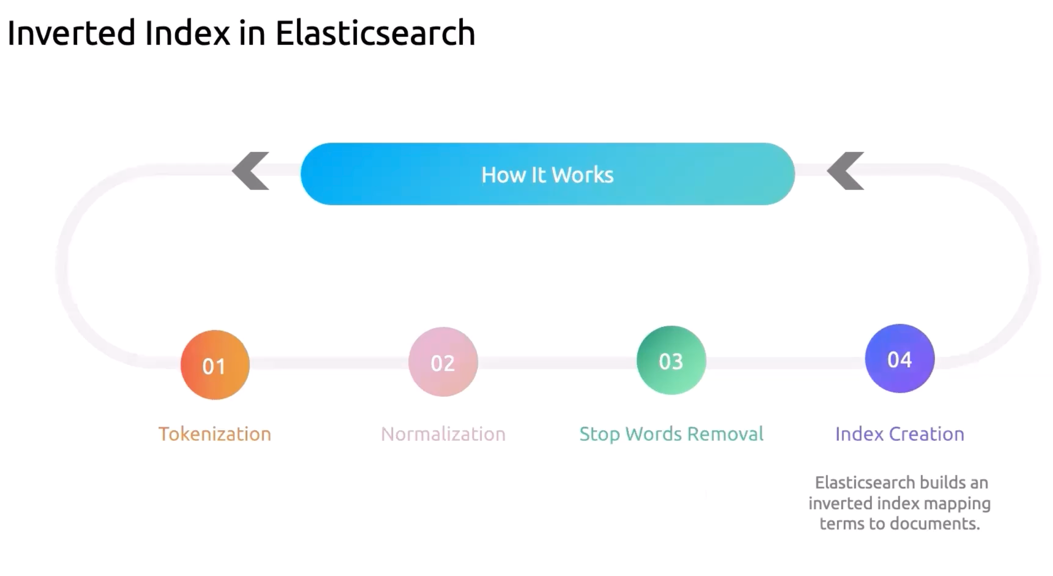 Inverted Index in Elasticsearch
How It Works
01
02
03
04
Tokenization
Normalization
Stop Words Removal
Index Creation
Elasticsearch builds an
inverted index mapping
terms to documents.